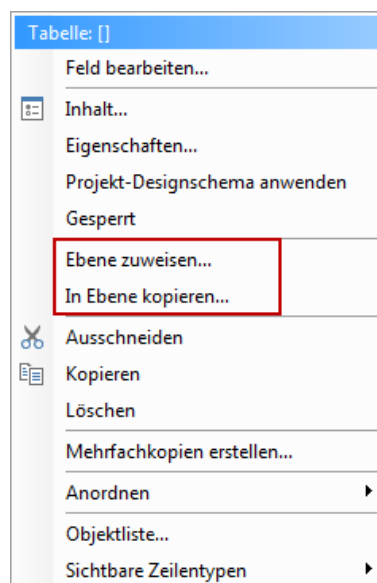 Tabelle: []
Feld bearbeiten...
Inhalt...
Eigenschaften...
Projekt-Designschema anwenden
Gesperrt
Ebene zuweisen...
In Ebene kopieren...
Ausschneiden
Kopieren
Löschen
Mehrfachkopien erstellen...
Anordnen
Objektliste...
Sichtbare Zeilentypen